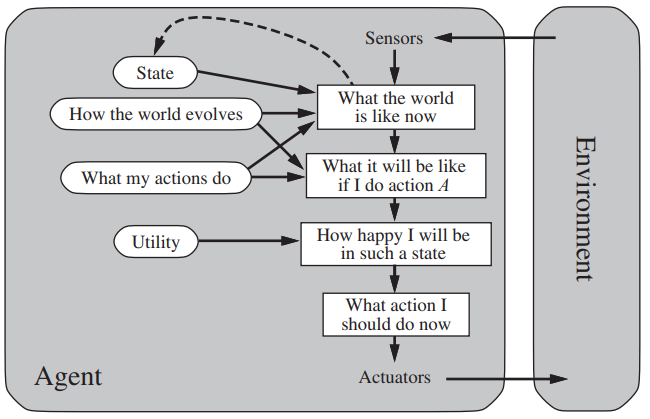 Sensors
State
What the world
is like now
How the world evolves
What it will be like
if I do action A
What my actions do
How happy I will be
in such a state
Utility
What action I
should do now
Agent
Actuators
Environment